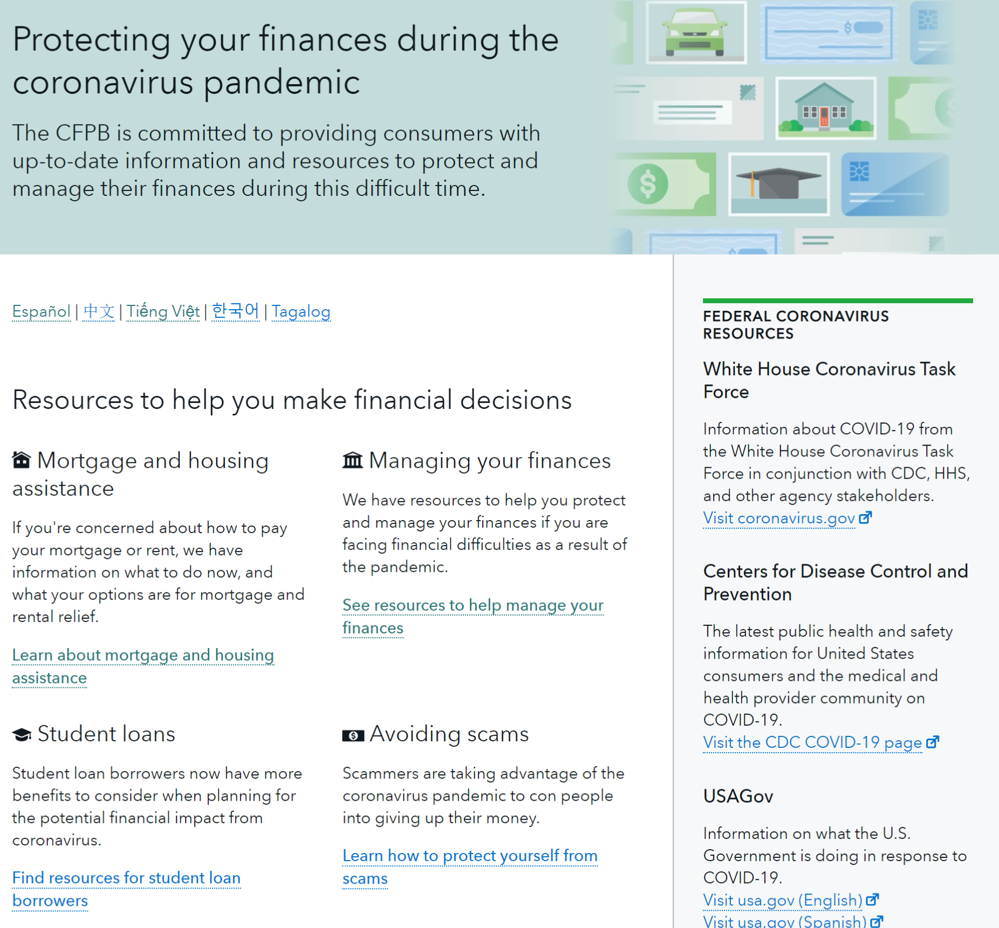 Protecting your finances during the
coronavirus pandemic
The CFPB is committed to providing consumers with
up-to-date information and resources to protect and
manage their finances during this difficult time.
Español | 中文 | Tiếng Việt | 한국어 | Tagalog
Resources to help you make financial decisions
Mortgage and housing
assistance
If you're concerned about how to pay
your mortgage or rent, we have
information on what to do now, and
what your options are for mortgage and
rental relief.
Learn about mortgage and housing
assistance
Managing your finances
We have resources to help you protect
and manage your finances if you are
facing financial difficulties as a result of
the pandemic.
See resources to help manage your
finances
Student loans
Student loan borrowers now have more
benefits to consider when planning for
the potential financial impact from
coronavirus.
Find resources for student loan
borrowers
Avoiding scams
Scammers are taking advantage of the
coronavirus pandemic to con people
into giving up their money.
Learn how to protect yourself from
scams
FEDERAL CORONAVIRUS
RESOURCES
White House Coronavirus Task
Force
Information about COVID-19 from
the White House Coronavirus Task
Force in conjunction with CDC, HHS,
and other agency stakeholders.
Visit coronavirus.gov
Centers for Disease Control and
Prevention
The latest public health and safety
information for United States
consumers and the medical and
health provider community on
COVID-19.
Visit the CDC COVID-19 page
USAGov
Information on what the U.S.
Government is doing in response to
COVID-19.
Visit usa.gov (English)
Visit usa.gov (Spanish)